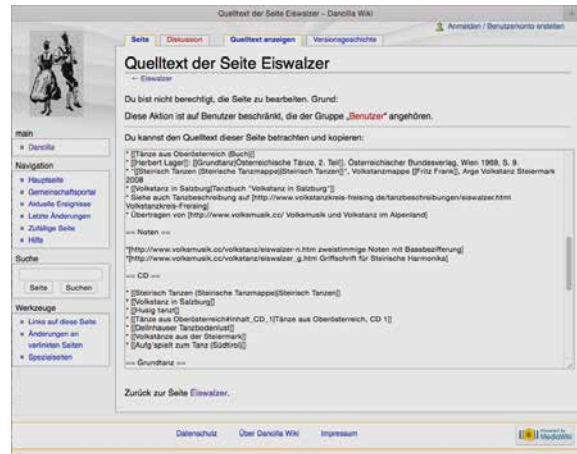 Quelltext der Seite Eiswalzer – Dancilla Wiki
Anmelden / Benutzerkonto erstellen
Seite Diskussion Quelltext anzeigen Versionsgeschichte
Quelltext der Seite Eiswalzer
← Eiswalzer
Du bist nicht berechtigt, die Seite zu bearbeiten. Grund:
Diese Aktion ist auf Benutzer beschränkt, die der Gruppe „Benutzer“ angehören.
Du kannst den Quelltext dieser Seite betrachten und kopieren:
* [[Tänze aus Oberösterreich (Buch)]]
* [[Herbert Lager]]: [[Grundtanz|Österreichische Tänze, 2. Teil]]. Österreichischer Bundesverlag, Wien 1969, S. 9.
* ''[[Steirisch Tanzen (Steirische Tanzmappe)|Steirisch Tanzen]]'', Volkstanzmappe [[Fritz Frank]], Arge Volkstanz Steiermark
2008
* [[Volkstanz in Salzburg|Tanzbuch "Volkstanz in Salzburg"]]
* Siehe auch Tanzbeschreibung auf [http://www.volkstanzkreis-freising.de/tanzbeschreibungen/eiswalzer.html
Volkstanzkreis-Freising]
* Übertragen von [http://www.volksmusik.cc/ Volksmusik und Volkstanz im Alpenland]
== Noten ==
*[http://www.volksmusik.cc/volkstanz/eiswalzer-n.htm zweistimmige Noten mit Bassbezifferung]
*[http://www.volksmusik.cc/volkstanz/eiswalzer_g.htm Griffschrift für Steirische Harmonika]
== CD ==
* [[Steirisch Tanzen (Steirische Tanzmappe)|Steirisch Tanzen]]
* [[Volkstanz in Salzburg]]
* [[Husig tanzt]]
* [[Tänze aus Oberösterreich#Inhalt_CD_1|Tänze aus Oberösterreich, CD 1]]
* [[Dellnhauser Tanzbodenlust]]
* [[Volkstänze aus der Steiermark]]
* [[Aufg'spielt zum Tanz (Südtirol)]]
== Grundtanz ==
Zurück zur Seite Eiswalzer.
main
Dancilla
Navigation
Hauptseite
Gemeinschaftsportal
Aktuelle Ereignisse
Letzte Änderungen
Zufällige Seite
Hilfe
Suche
Seite Suchen
Werkzeuge
Links auf diese Seite
Änderungen an
verlinkten Seiten
Spezialseiten
Datenschutz Über Dancilla Wiki Impressum
Powered By
MediaWiki